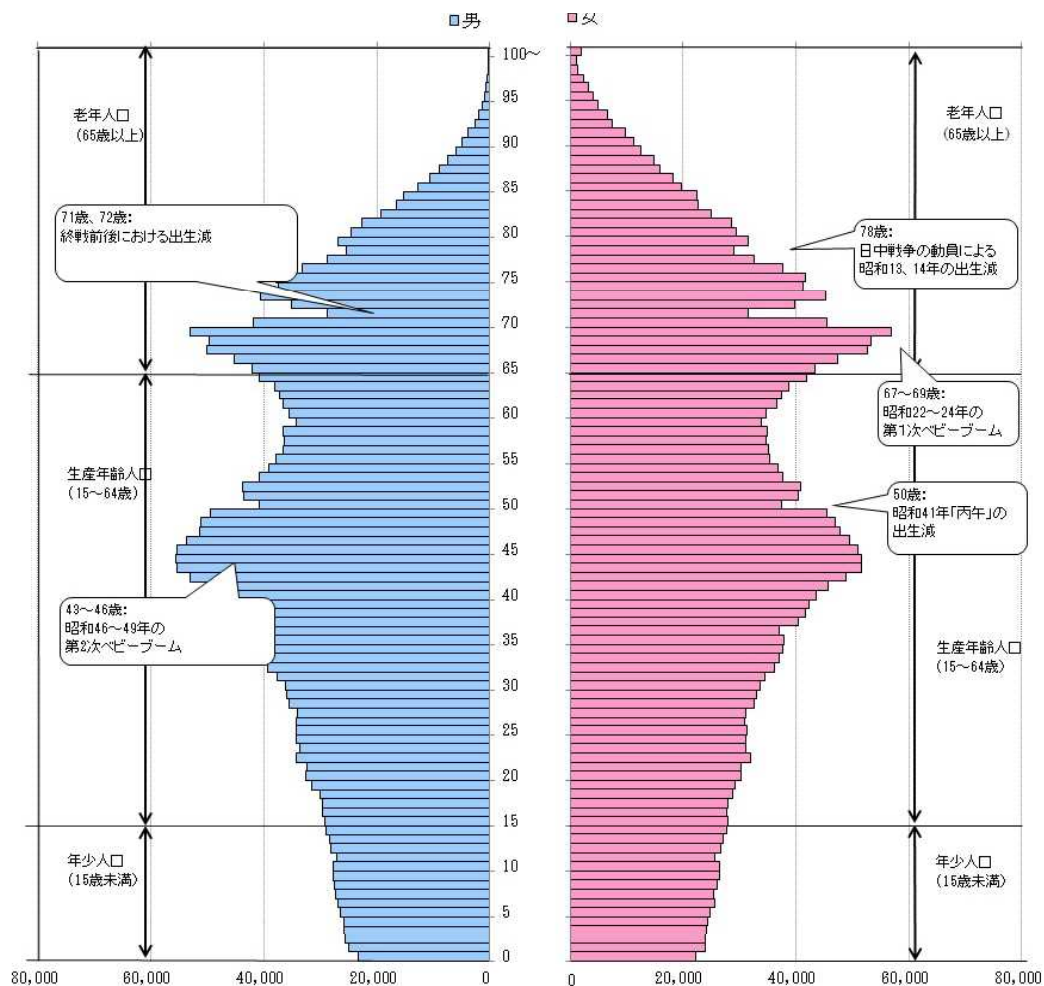 ■男
■女
100～
95
90
85
80
75
70
65
60
55
50
45
40
35
30
25
20
15
10
5
0
老年人口
(65歳以上)
71歳、72歳:
終戦前後における出生減
生産年齢人口
(15～64歳)
43～46歳:
昭和46～49年の
第2次ベビーブーム
年少人口
(15歳未満)
老年人口
(65歳以上)
78歳:
日中戦争の動員による
昭和13、14年の出生減
67～69歳:
昭和22～24年の
第1次ベビーブーム
50歳:
昭和41年「丙午」の
出生減
生産年齢人口
(15～64歳)
年少人口
(15歳未満)
80,000 60,000 40,000 20,000 0
0 20,000 40,000 60,000 80,000